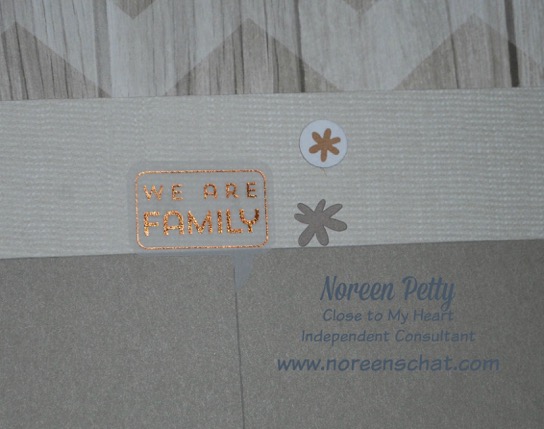 WE ARE
FAMILY
Noreen Petty
Close to My Heart
Independent Consultant
www.noreenschat.com